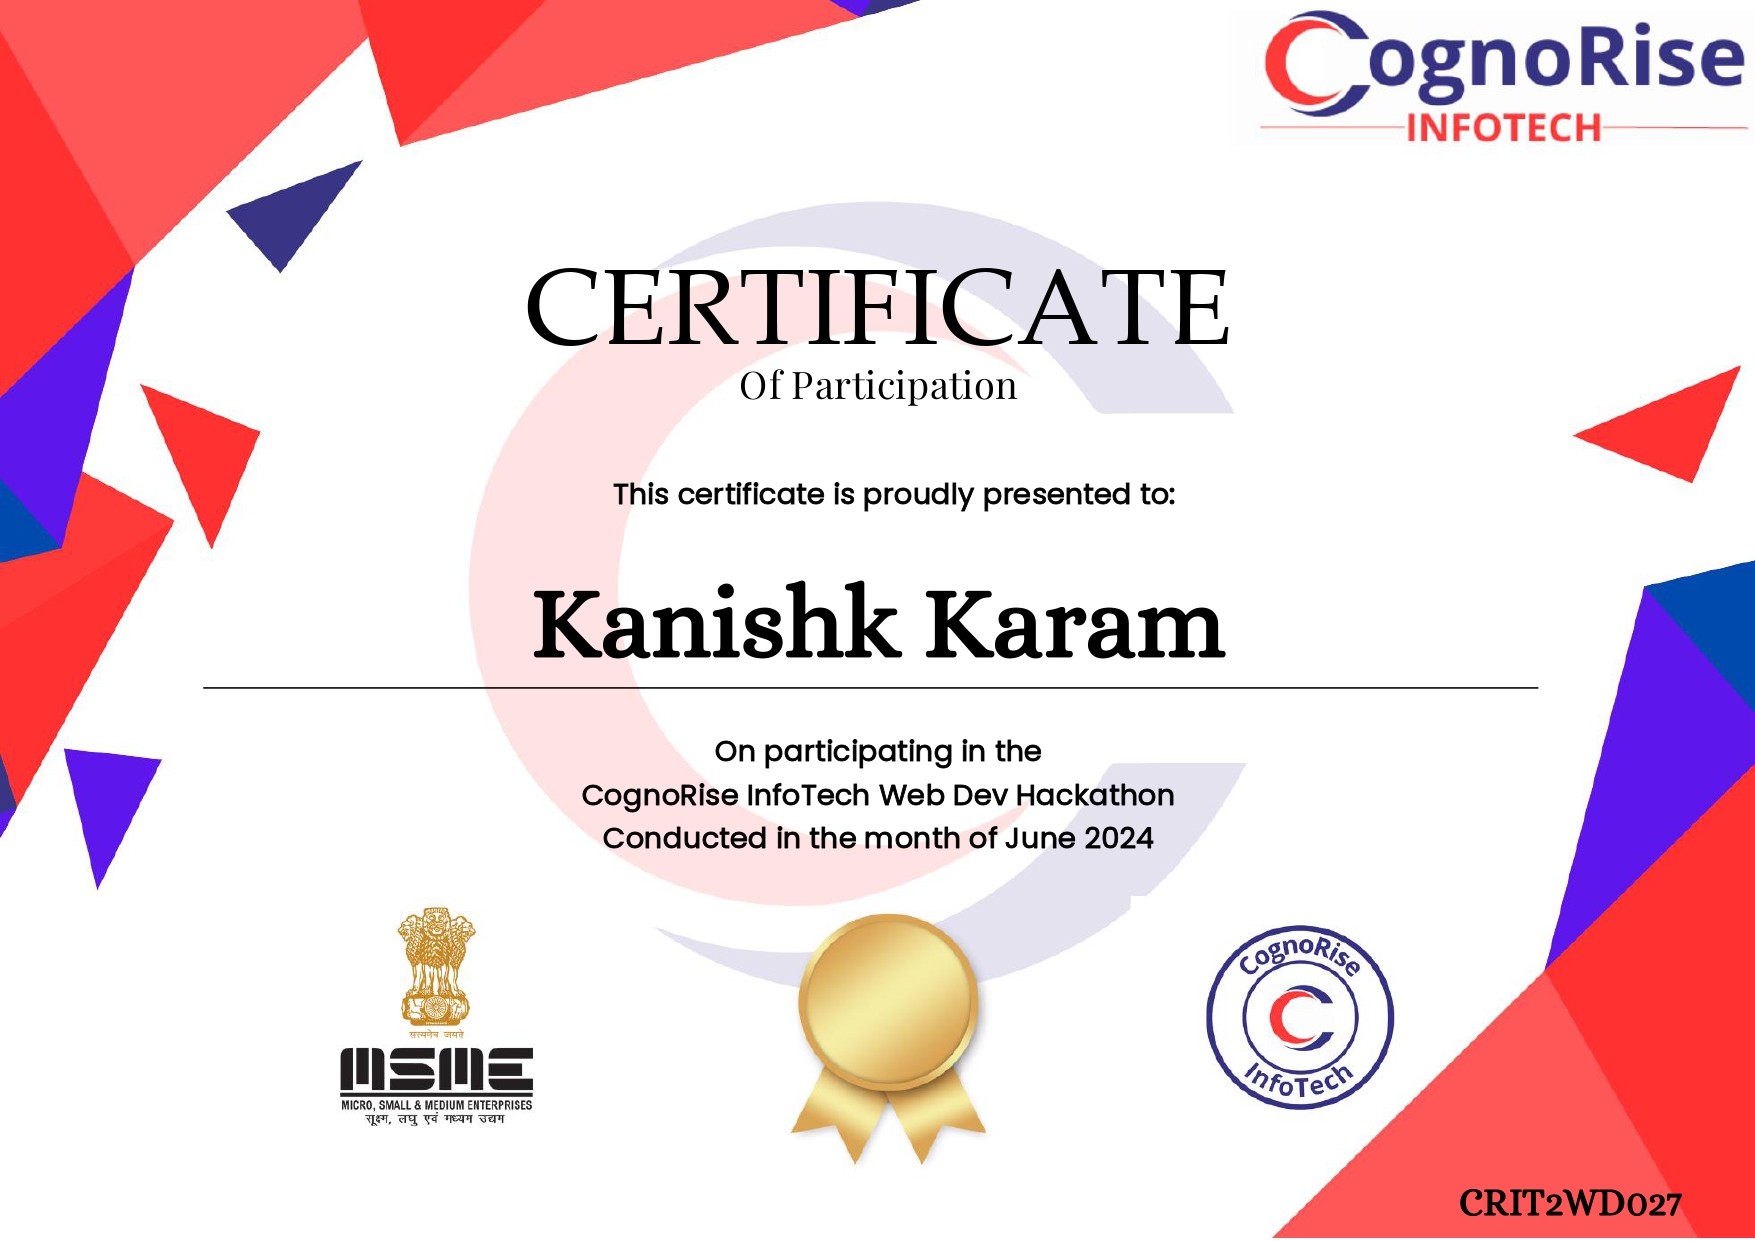 CognoRise
INFOTECH
CERTIFICATE
Of Participation
This certificate is proudly presented to:
Kanishk Karam
On participating in the
CognoRise InfoTech Web Dev Hackathon
Conducted in the month of June 2024
सत्यमेव जयते
MSME
MICRO, SMALL & MEDIUM ENTERPRISES
सूक्ष्म, लघु एवं मध्यम उद्यम
CognoRise
InfoTech
CRIT2WD027